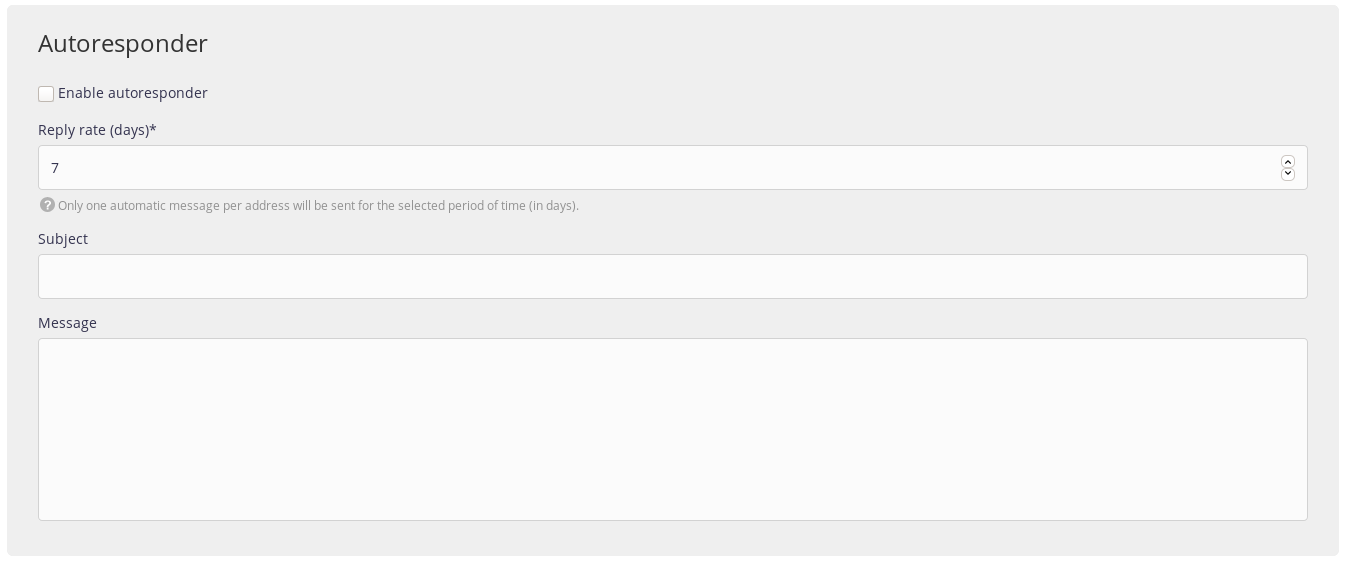 Autoresponder
Enable autoresponder
Reply rate (days)*
7
? Only one automatic message per address will be sent for the selected period of time (in days).
Subject
Message